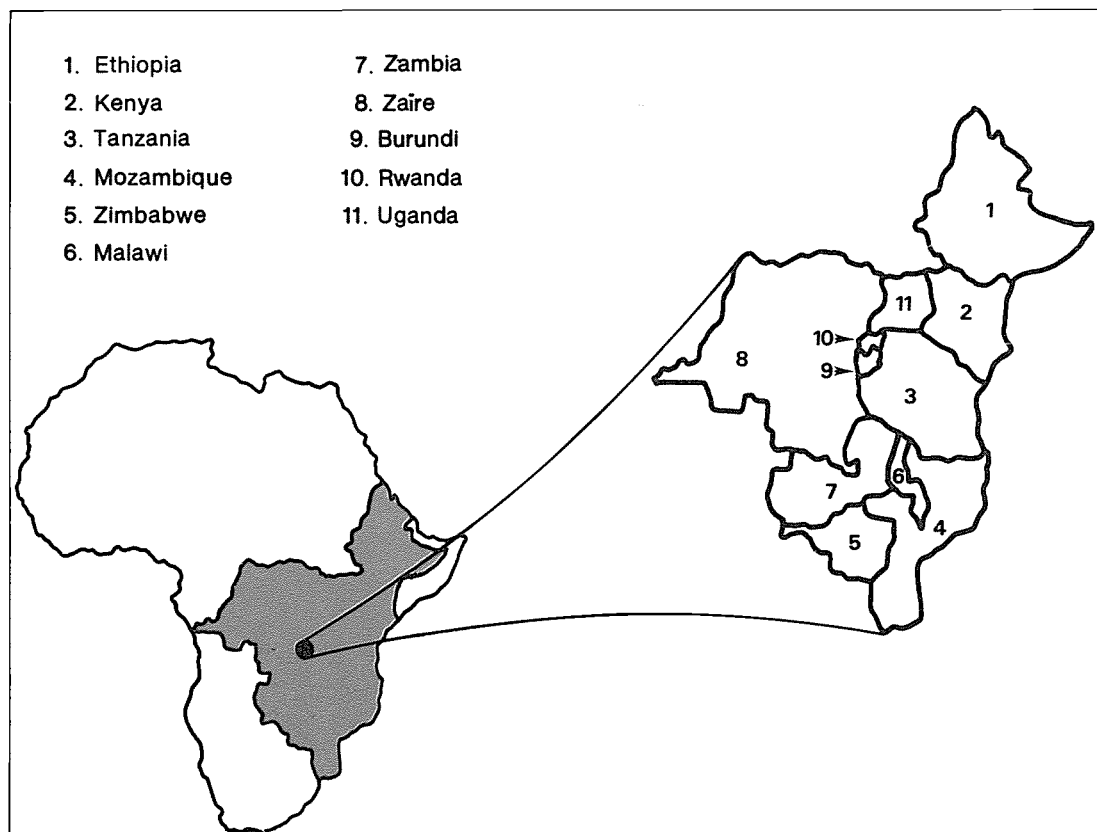 1. Ethiopia
2. Kenya
3. Tanzania
4. Mozambique
5. Zimbabwe
6. Malawi
7. Zambia
8. Zaïre
9. Burundi
10. Rwanda
11. Uganda
1
11
2
10
8
9
3
6
7
4
5